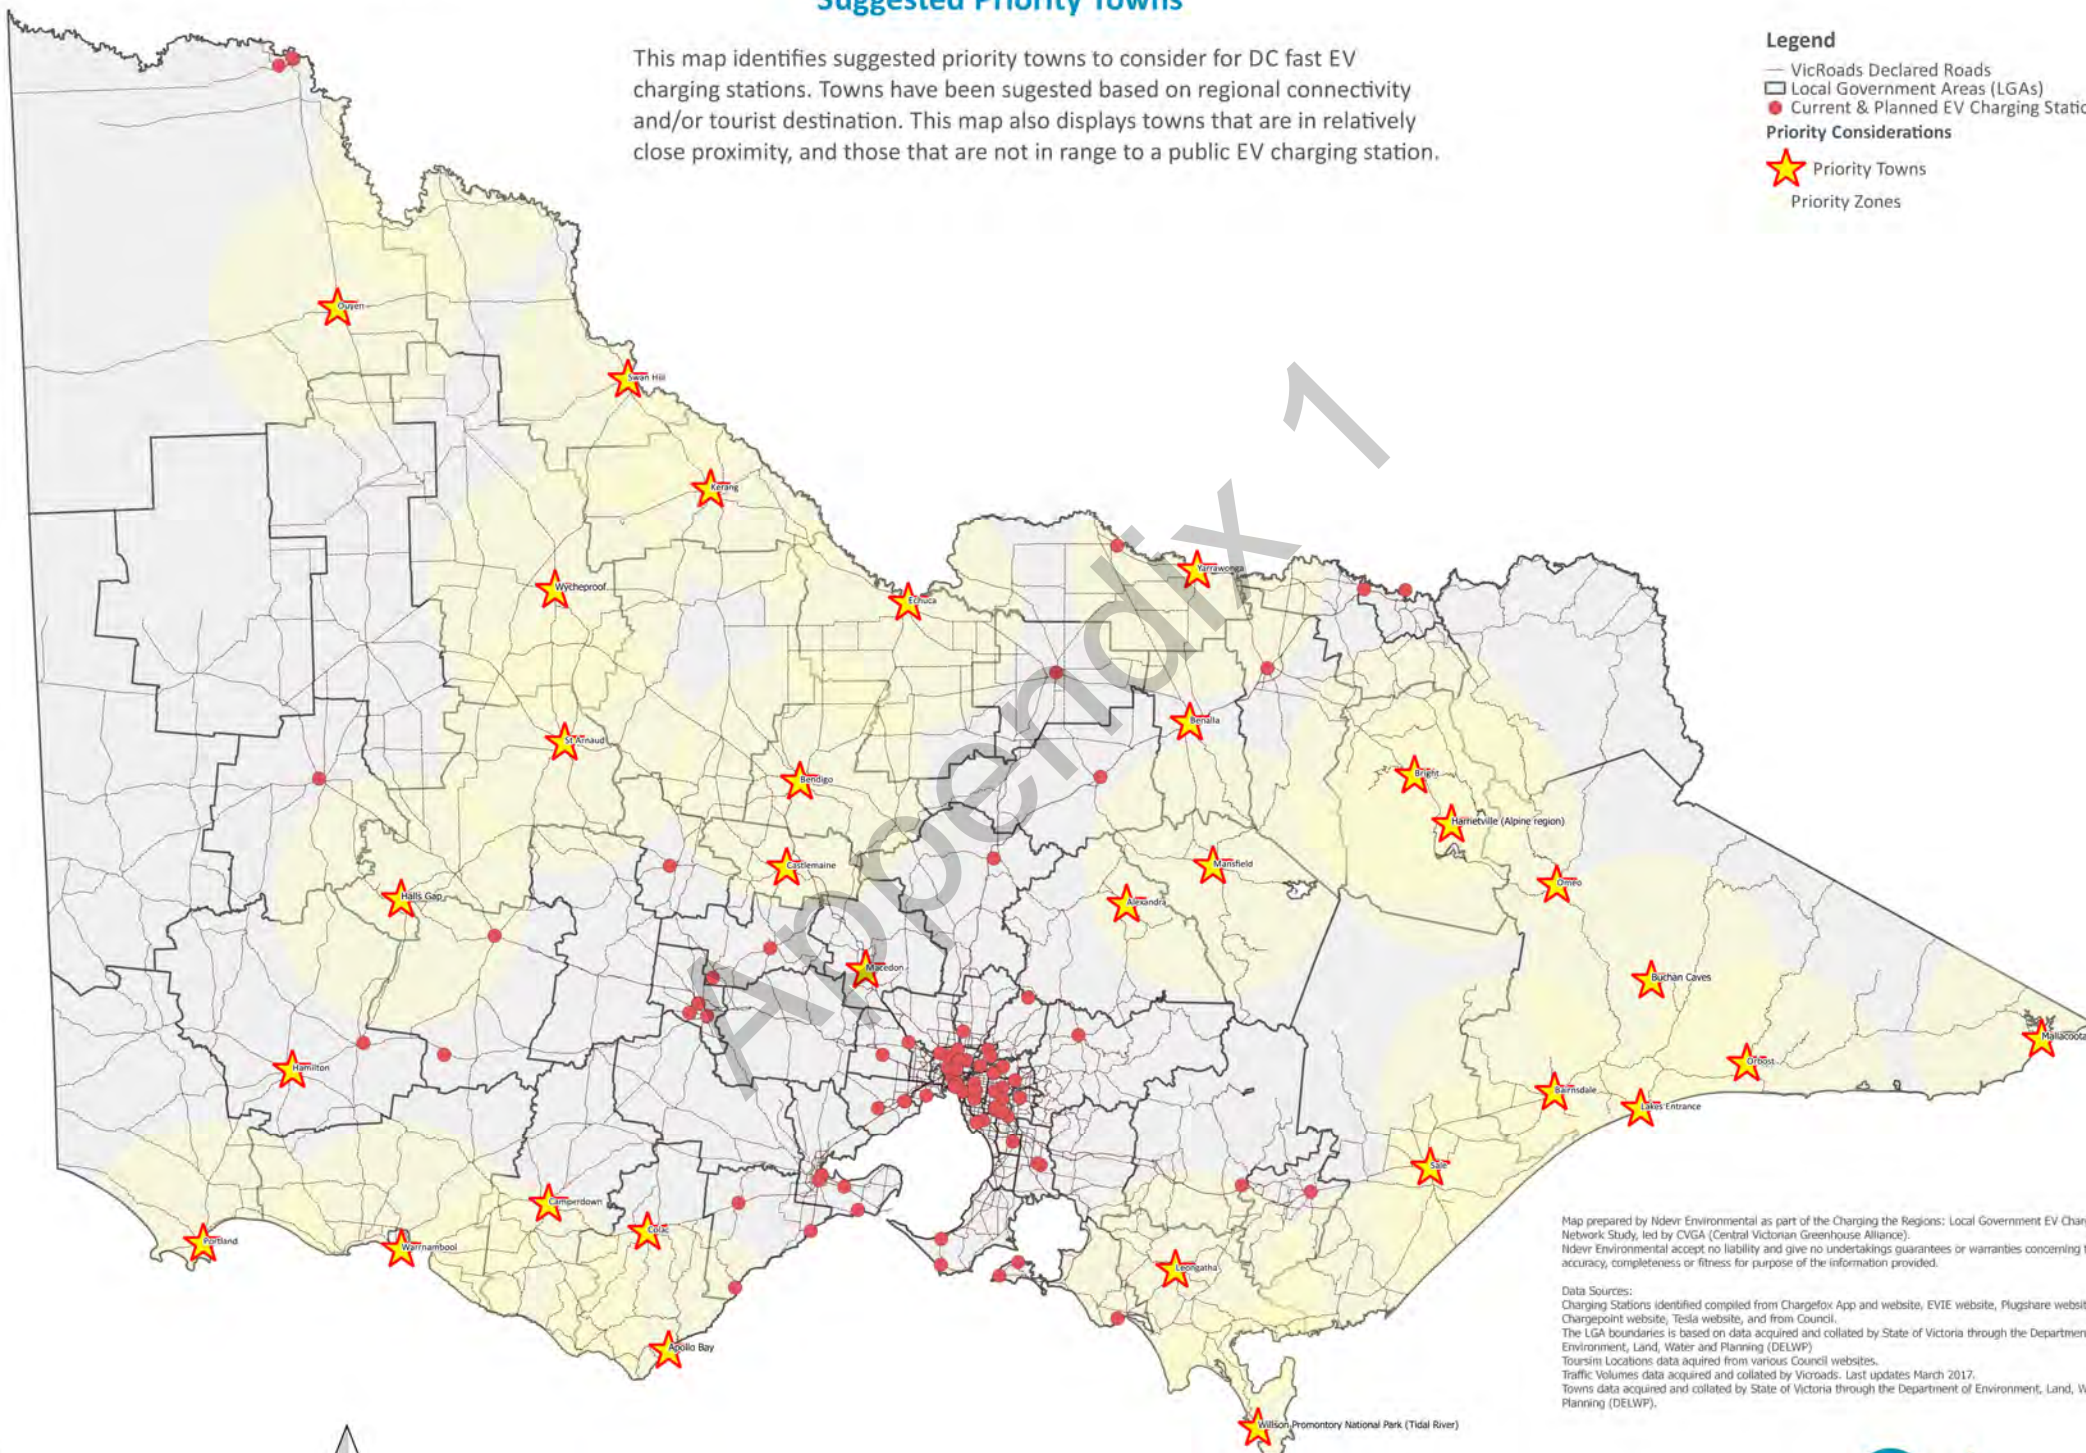 Suggested Priority Towns
This map identifies suggested priority towns to consider for DC fast EV
charging stations. Towns have been sugested based on regional connectivity
and/or tourist destination. This map also displays towns that are in relatively
close proximity, and those that are not in range to a public EV charging station.
Legend
VicRoads Declared Roads
Local Government Areas (LGAs)
Current & Planned EV Charging Static
Priority Considerations
Priority Towns
Priority Zones
Ouyen
Swan Hill
Kerang
Wycheproof
Echuca
Yarrawonga
St Arnaud
Benalla
Bendigo
Bright
Harrietville (Alpine region)
Castlemaine
Mansfield
Omeo
Halls Gap
Alexandra
Macedon
Buchan Caves
Mallacoota
Hamilton
Orbost
Bairnsdale
Lakes Entrance
Sale
Camperdown
Colac
Portland
Warrnambool
Leongatha
Apollo Bay
Willson Promontory National Park (Tidal River)
Appendix 1
Map prepared by Ndevr Environmental as part of the Charging the Regions: Local Government EV Char
Network Study, led by CVGA (Central Victorian Greenhouse Alliance).
Ndevr Environmental accept no liability and give no undertakings guarantees or warranties concerning
accuracy, completeness or fitness for purpose of the information provided.
Data Sources:
Charging Stations identified compiled from Chargefox App and website, EVIE website, Plugshare websit
Chargepoint website, Tesla website, and from Council.
The LGA boundaries is based on data acquired and collated by State of Victoria through the Departmen
Environment, Land, Water and Planning (DELWP)
Toursim Locations data aquired from various Council websites.
Traffic Volumes data acquired and collated by Vicroads. Last updates March 2017.
Towns data acquired and collated by State of Victoria through the Department of Environment, Land, W
Planning (DELWP).